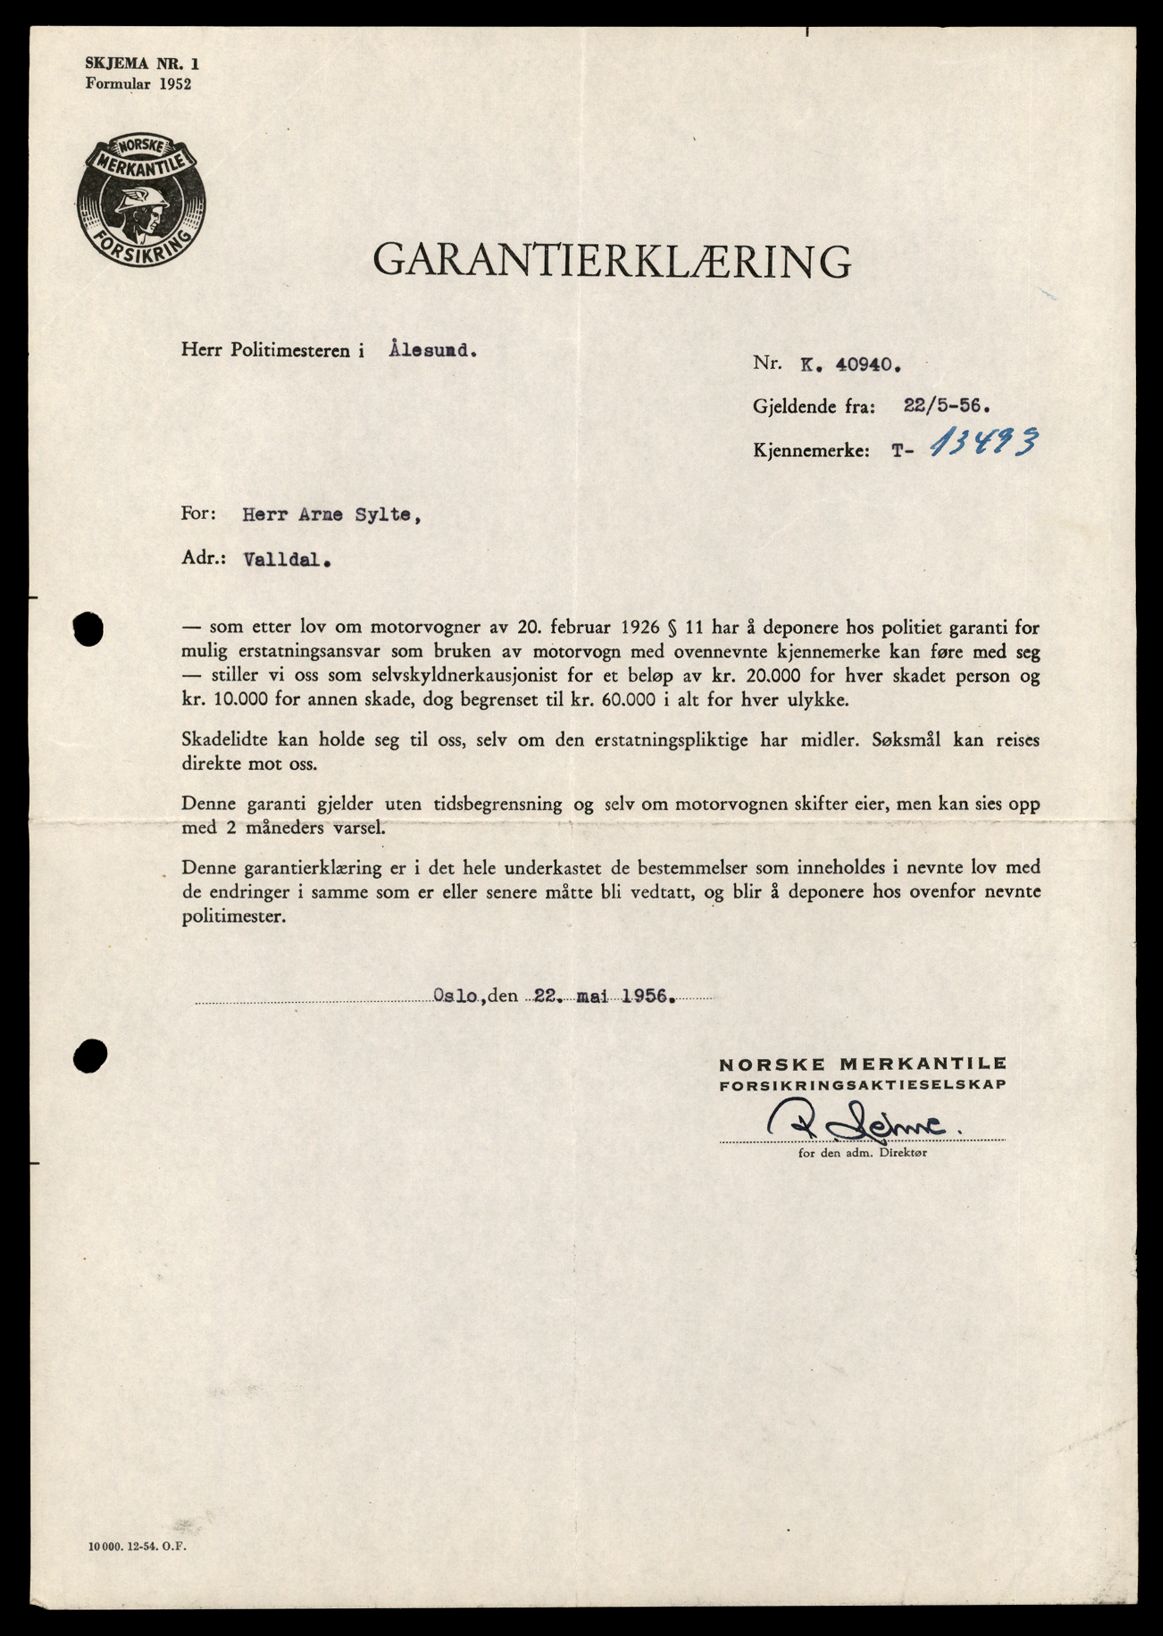 SKJEMA NR. 1
Formular 1952
NORSKE
MERKANTILE
FORSIKRING
GARANTIERKLÆRING
Herr Politimesteren i Ålesund.
Nr. K. 40940.
Gjeldende fra: 22/5-56.
Kjennemerke: T- 13493
For: Herr Arne Sylte,
Adr.: Valldal.
— som etter lov om motorvogner av 20. februar 1926 § 11 har å deponere hos politiet garanti for
mulig erstatningsansvar som bruken av motorvogn med ovennevnte kjennemerke kan føre med seg
— stiller vi oss som selvskyldnerkausjonist for et beløp av kr. 20.000 for hver skadet person og
kr. 10.000 for annen skade, dog begrenset til kr. 60.000 i alt for hver ulykke.
Skadelidte kan holde seg til oss, selv om den erstatningspliktige har midler. Søksmål kan reises
direkte mot oss.
Denne garanti gjelder uten tidsbegrensning og selv om motorvognen skifter eier, men kan sies opp
med 2 måneders varsel.
Denne garantierklæring er i det hele underkastet de bestemmelser som inneholdes i nevnte lov med
de endringer i samme som er eller senere måtte bli vedtatt, og blir å deponere hos ovenfor nevnte
politimester.
Oslo, den 22. mai 1956.
NORSKE MERKANTILE
FORSIKRINGSAKTIESELSKAP
R
for den adm. Direktør
10 000. 12-54. O.F.